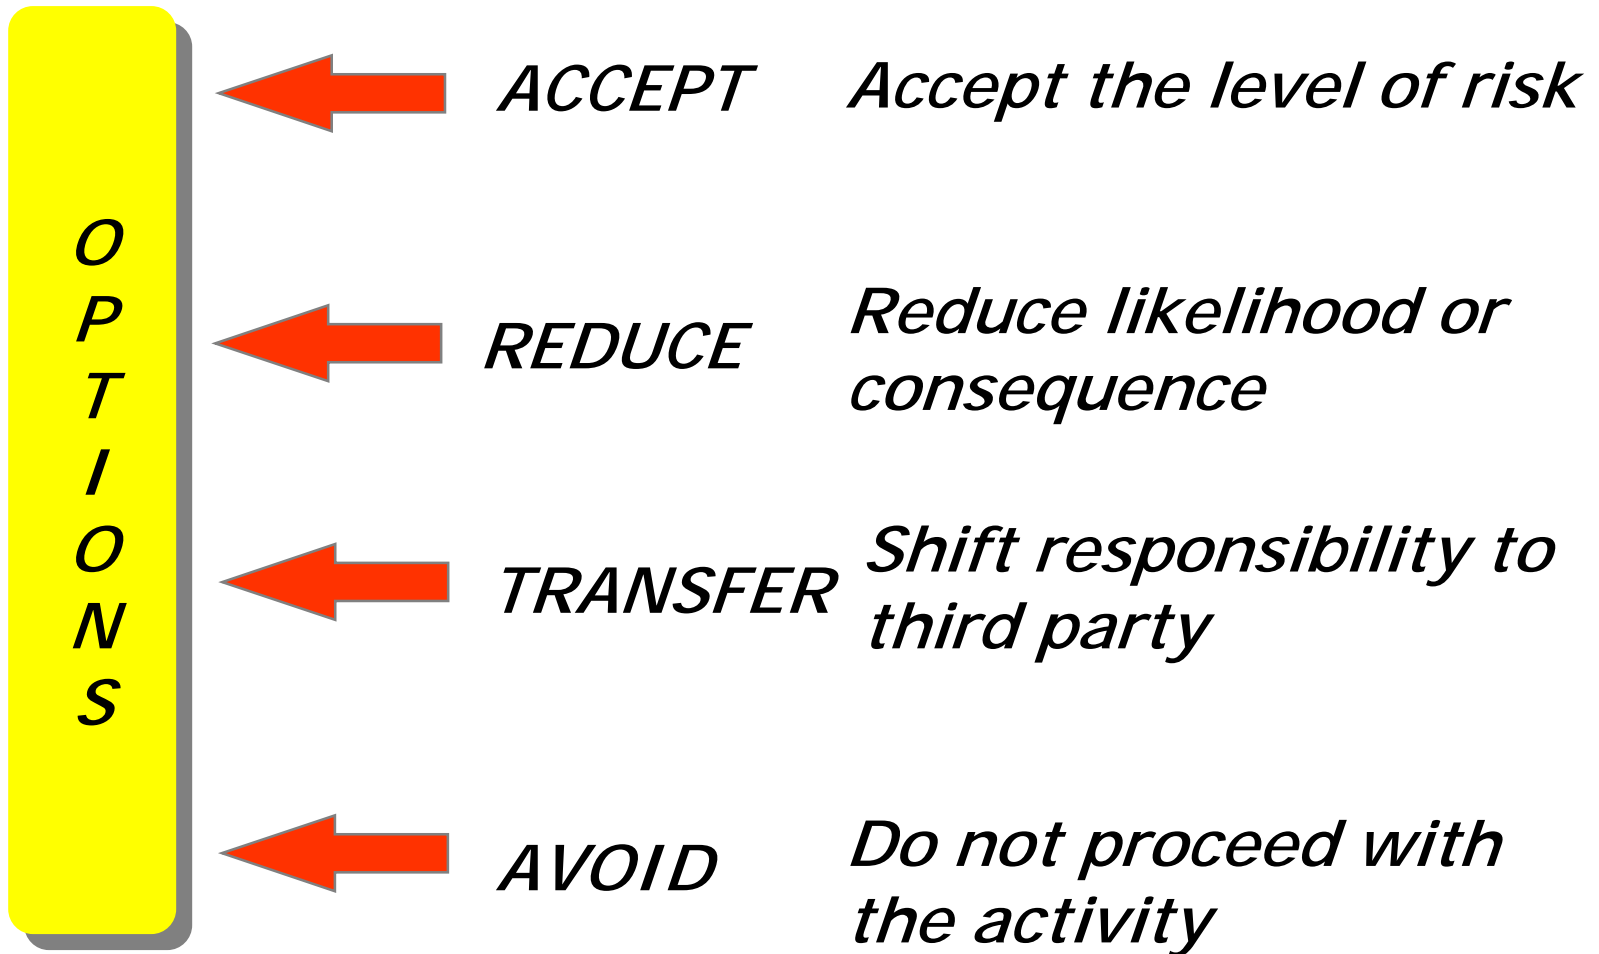 OPTIONS
ACCEPT Accept the level of risk
REDUCE Reduce likelihood or
consequence
TRANSFER Shift responsibility to
third party
AVOID Do not proceed with
the activity